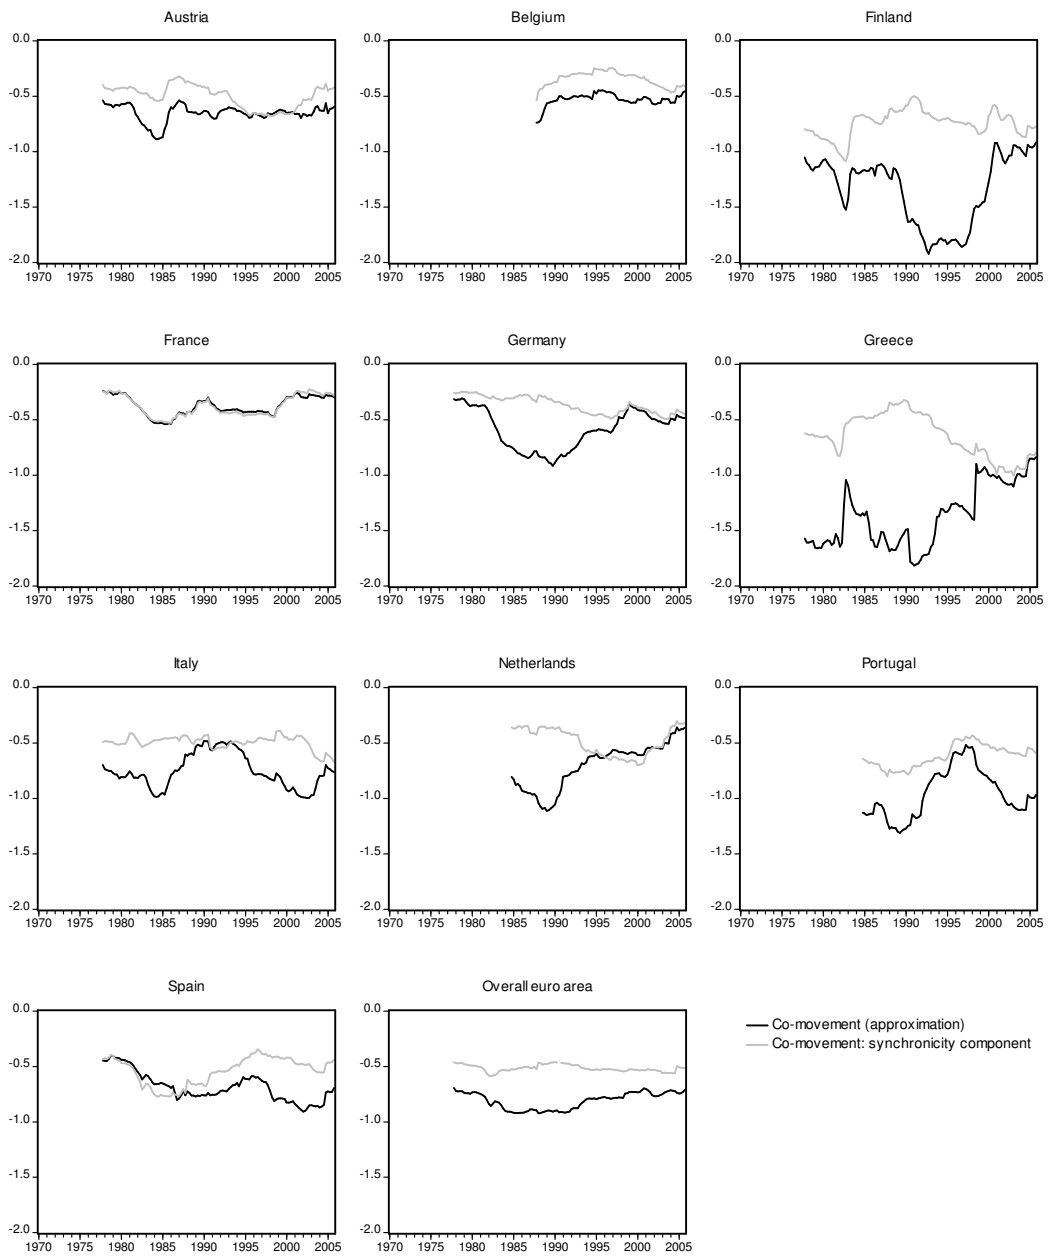 Austria
Belgium
Finland
0.0
-0.5
-1.0
-1.5
-2.0
1970 1975 1980 1985 1990 1995 2000 2005
0.0
-0.5
-1.0
-1.5
-2.0
1970 1975 1980 1985 1990 1995 2000 2005
0.0
-0.5
-1.0
-1.5
-2.0
1970 1975 1980 1985 1990 1995 2000 2005
France
Germany
Greece
0.0
-0.5
-1.0
-1.5
-2.0
1970 1975 1980 1985 1990 1995 2000 2005
0.0
-0.5
-1.0
-1.5
-2.0
1970 1975 1980 1985 1990 1995 2000 2005
0.0
-0.5
-1.0
-1.5
-2.0
1970 1975 1980 1985 1990 1995 2000 2005
Italy
Netherlands
Portugal
0.0
-0.5
-1.0
-1.5
-2.0
1970 1975 1980 1985 1990 1995 2000 2005
0.0
-0.5
-1.0
-1.5
-2.0
1970 1975 1980 1985 1990 1995 2000 2005
0.0
-0.5
-1.0
-1.5
-2.0
1970 1975 1980 1985 1990 1995 2000 2005
Spain
Overall euro area
0.0
-0.5
-1.0
-1.5
-2.0
1970 1975 1980 1985 1990 1995 2000 2005
0.0
-0.5
-1.0
-1.5
-2.0
1970 1975 1980 1985 1990 1995 2000 2005
Co-movement (approximation)
Co-movement: synchronicity component